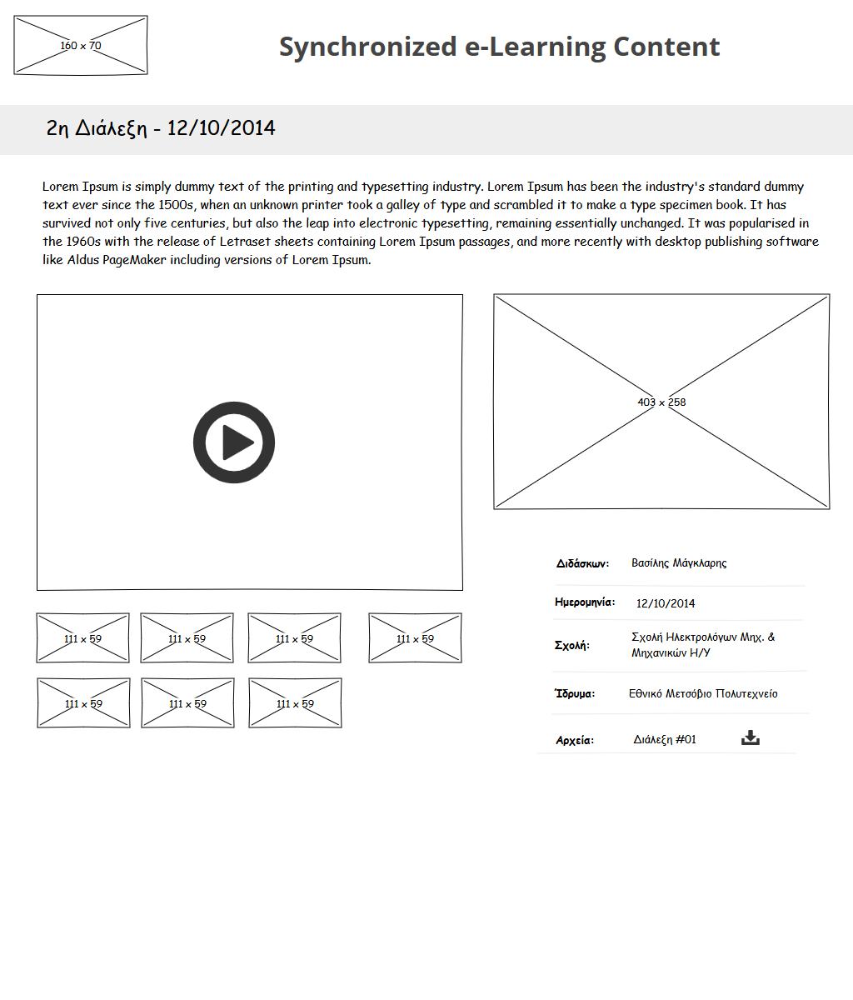 160 x 70
Synchronized e-Learning Content
2η Διάλεξη - 12/10/2014
Lorem Ipsum is simply dummy text of the printing and typesetting industry. Lorem Ipsum has been the industry's standard dummy
text ever since the 1500s, when an unknown printer took a galley of type and scrambled it to make a type specimen book. It has
survived not only five centuries, but also the leap into electronic typesetting, remaining essentially unchanged. It was popularised in
the 1960s with the release of Letraset sheets containing Lorem Ipsum passages, and more recently with desktop publishing software
like Aldus PageMaker including versions of Lorem Ipsum.
403 x 258
111 x 59
111 x 59
111 x 59
111 x 59
111 x 59
111 x 59
111 x 59
Διδάσκων: Βασίλης Μάγκλαρης
Ημερομηνία: 12/10/2014
Σχολή: Σχολή Ηλεκτρολόγων Μηχ. &
Μηχανικών Η/Υ
Ίδρυμα: Εθνικό Μετσόβιο Πολυτεχνείο
Αρχεία: Διάλεξη #01